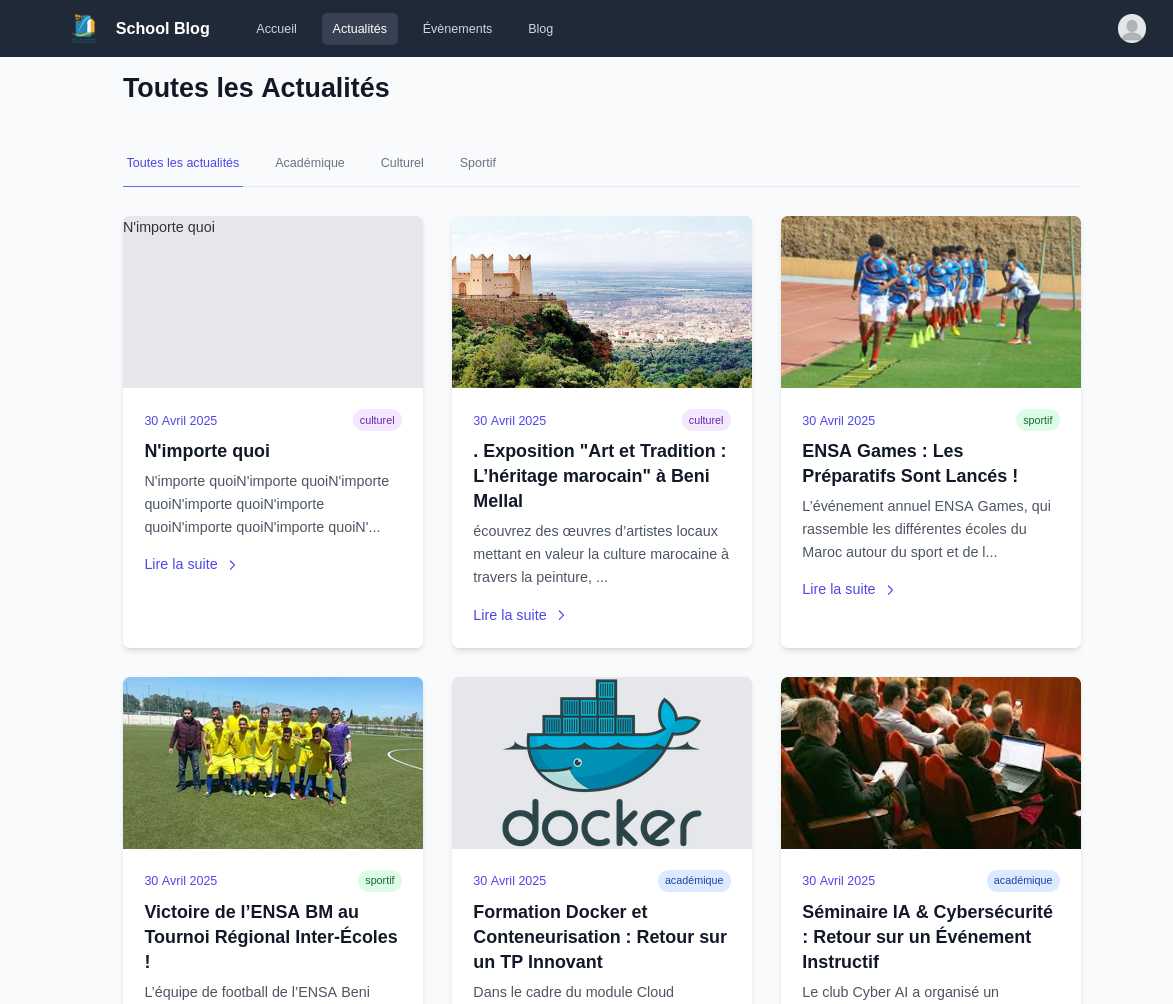 School Blog
Accueil
Actualités
Évènements
Blog
Toutes les Actualités
Toutes les actualités
Académique
Culturel
Sportif
N'importe quoi
30 Avril 2025
culturel
N'importe quoi
N'importe quoiN'importe quoiN'importe
quoiN'importe quoiN'importe
quoiN'importe quoiN'importe quoiN'...
Lire la suite
30 Avril 2025
culturel
. Exposition "Art et Tradition :
L’héritage marocain" à Beni
Mellal
écouvrez des œuvres d’artistes locaux
mettant en valeur la culture marocaine à
travers la peinture, ...
Lire la suite
30 Avril 2025
sportif
ENSA Games : Les
Préparatifs Sont Lancés !
L’événement annuel ENSA Games, qui
rassemble les différentes écoles du
Maroc autour du sport et de l...
Lire la suite
30 Avril 2025
sportif
Victoire de l’ENSA BM au
Tournoi Régional Inter-Écoles
!
L’équipe de football de l’ENSA Beni
docker
30 Avril 2025
académique
Formation Docker et
Conteneurisation : Retour sur
un TP Innovant
Dans le cadre du module Cloud
30 Avril 2025
académique
Séminaire IA & Cybersécurité
: Retour sur un Événement
Instructif
Le club Cyber AI a organisé un